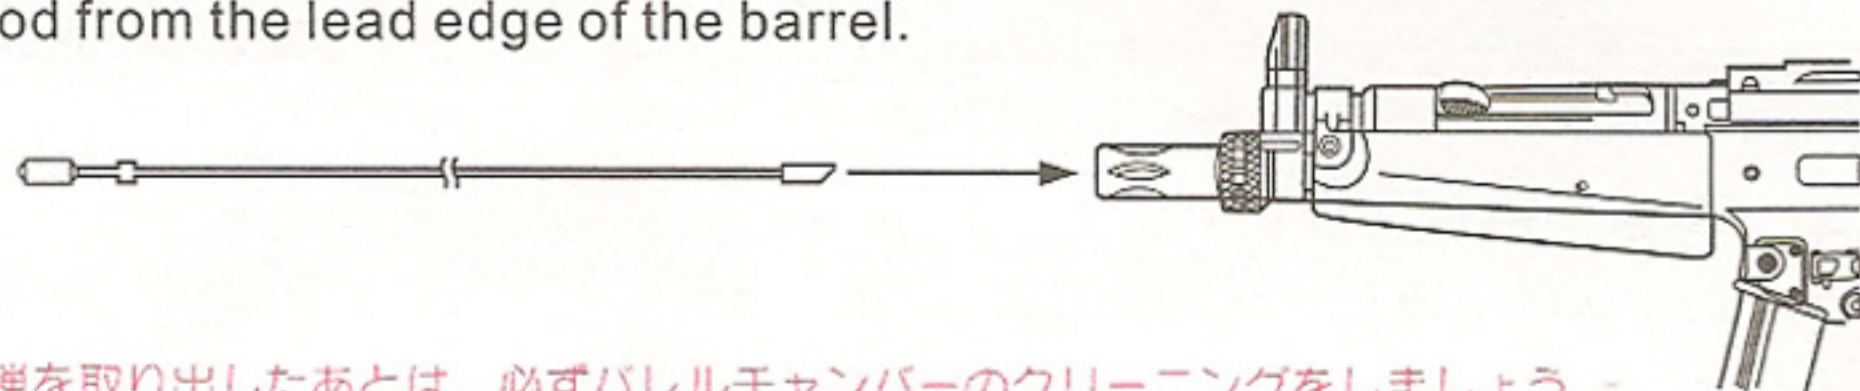 od from the lead edge of the barrel.
弾を取り出したあとは、必ずバレルチャンバーのクリーニングをしましょう